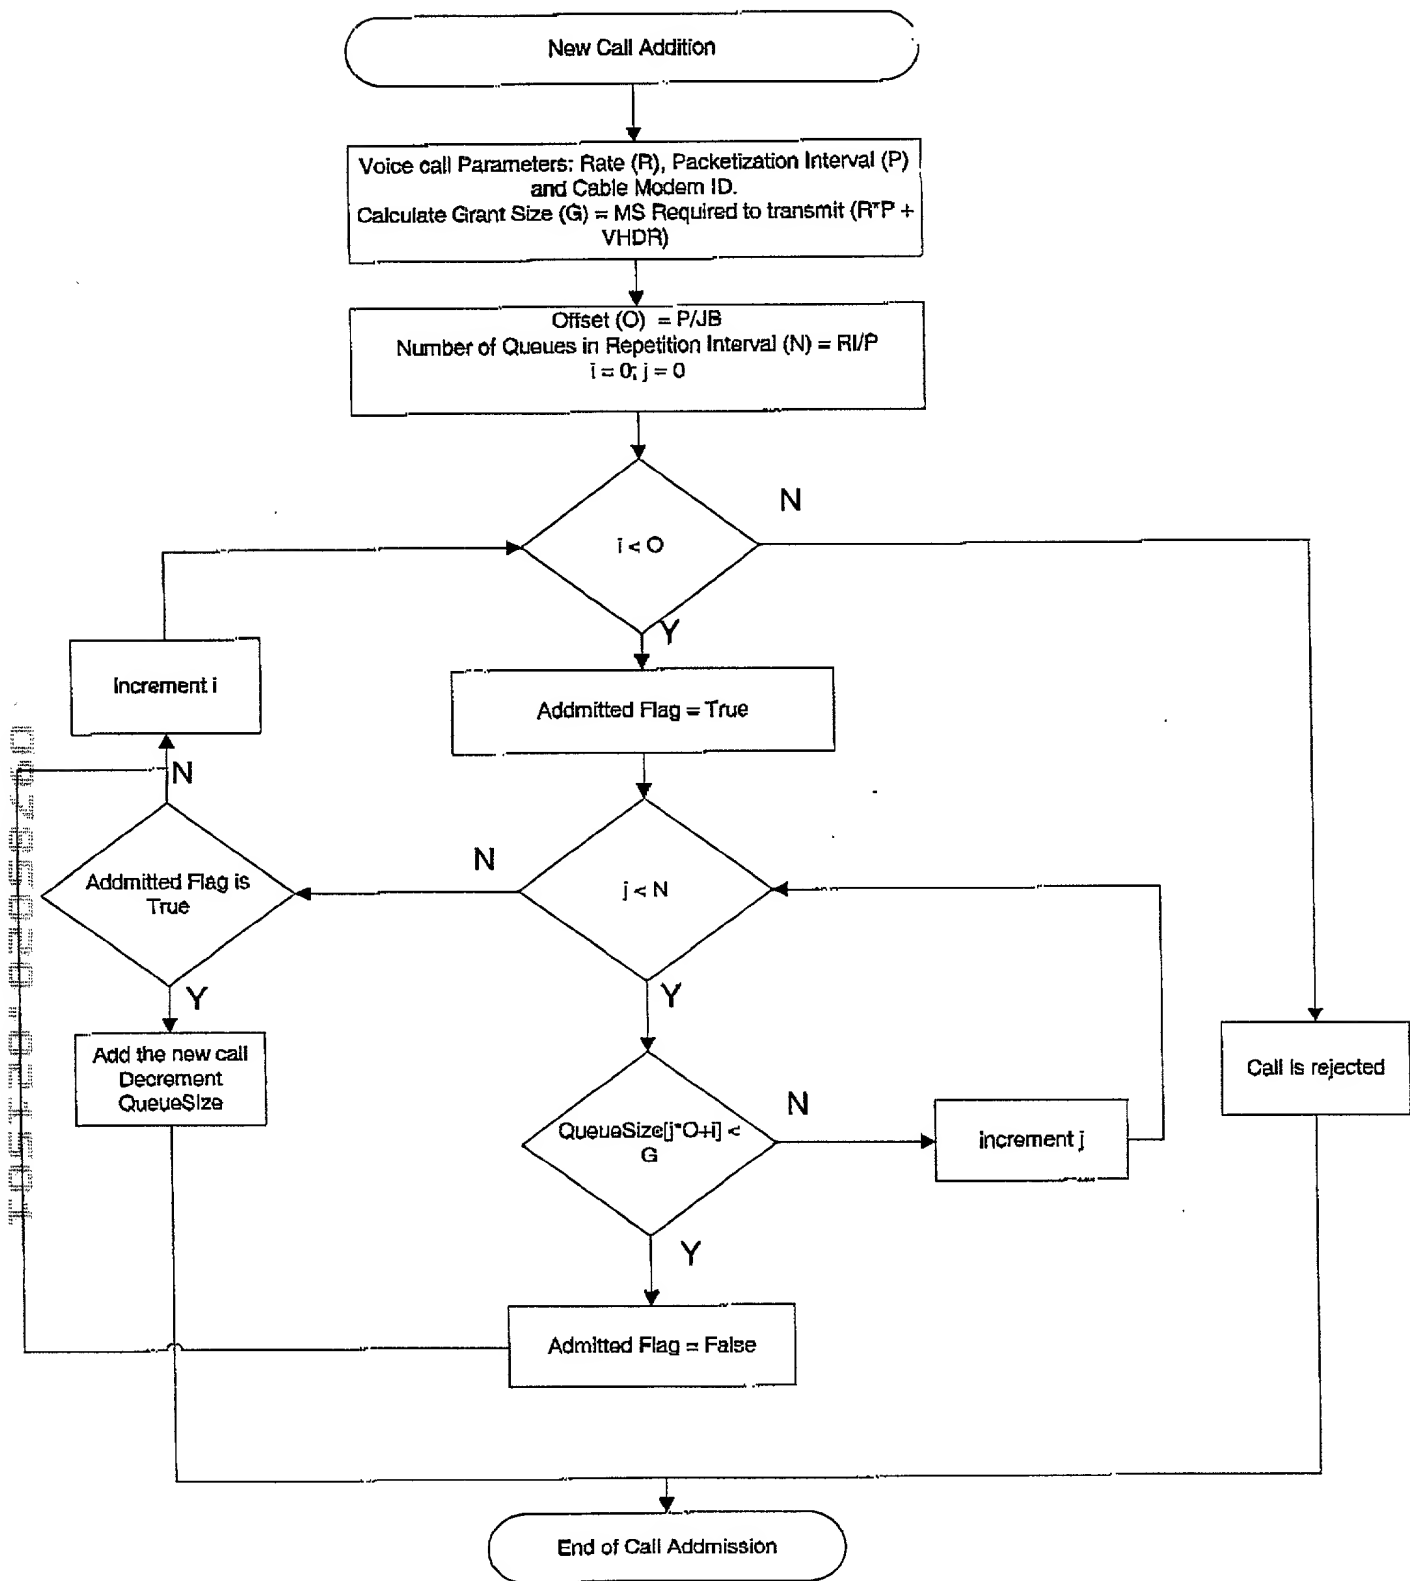 New Call Addition
Voice call Parameters: Rate (R), Packetization Interval (P)
and Cable Modem ID.
Calculate Grant Size (G) = MS Required to transmit (R*P +
VHDR)
Offset (O) = P/JB
Number of Queues in Repetition Interval (N) = RI/P
i = 0; j = 0
N
i < O
Y
Increment i
Addmitted Flag = True
N
N
Addmitted Flag is
True
j < N
Y
Y
Add the new call
Decrement
QueueSize
Call is rejected
N
QueueSize[j*O+i] <
G
increment j
Y
Admitted Flag = False
End of Call Addmission